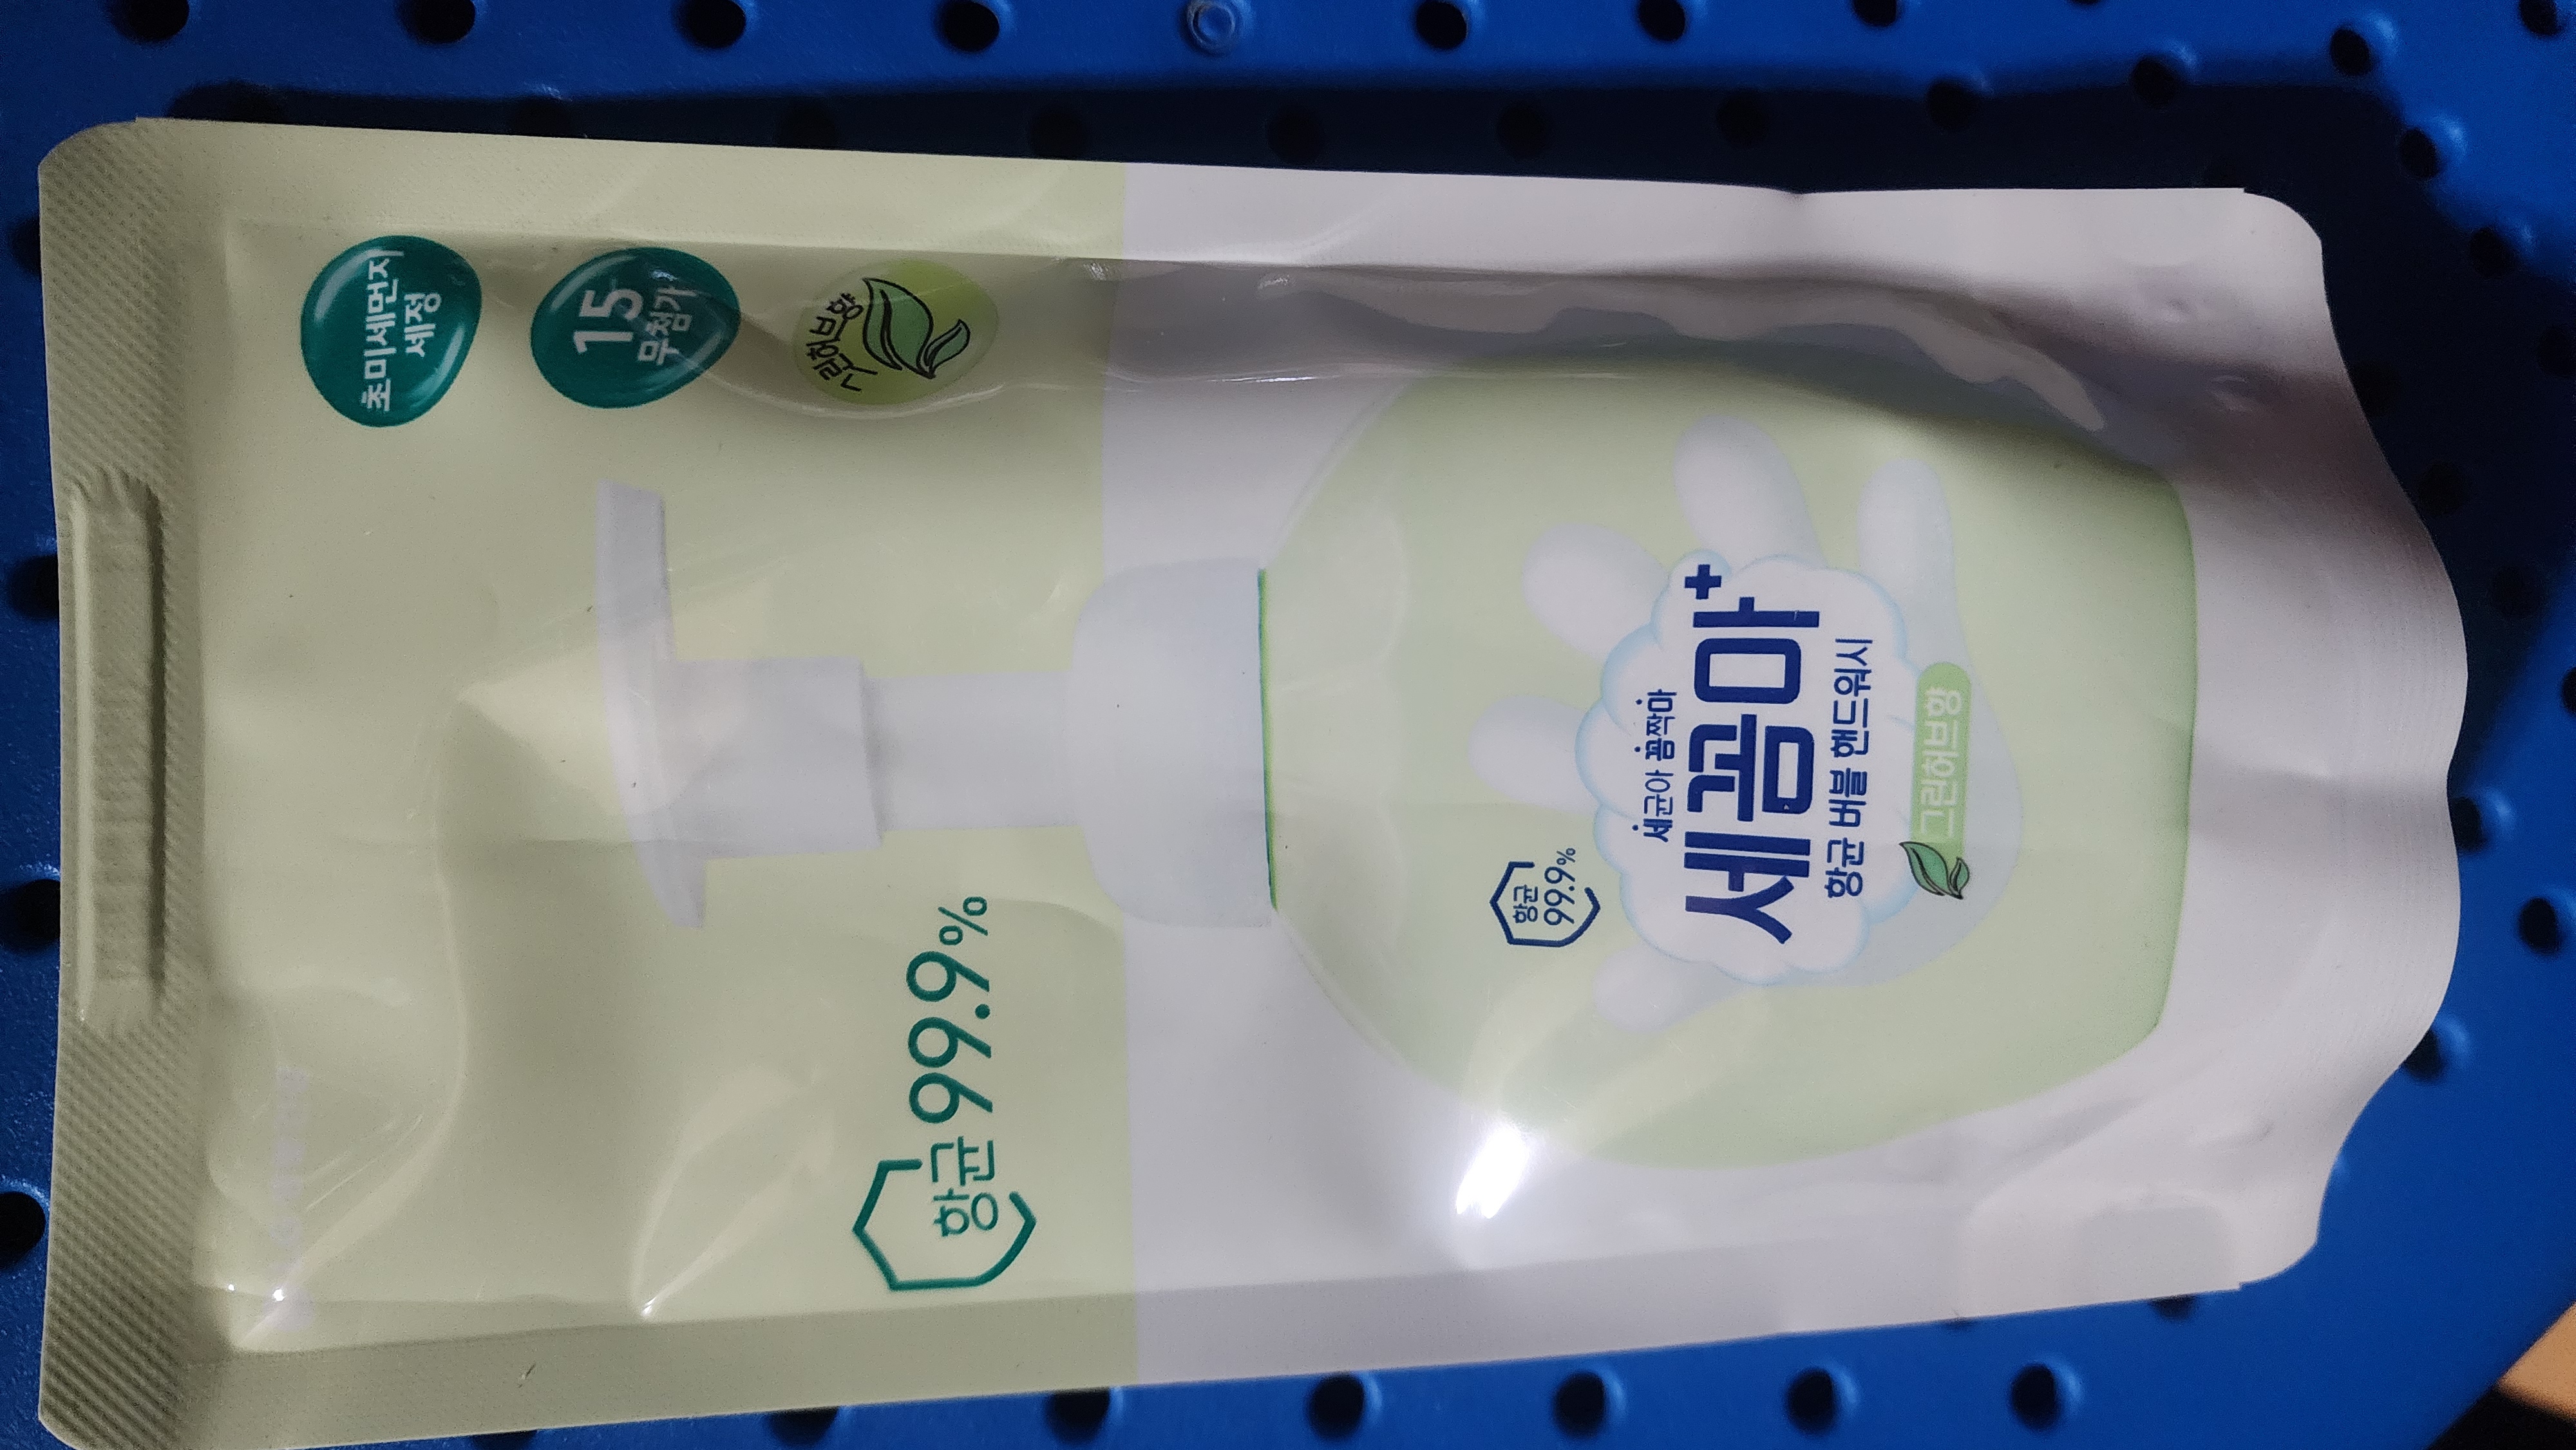 초미세먼지
세정
15
무첨가
그린허브향
항균 99.9%
항균
99.9%
세균아 꼼짝마
세꼼마+
항균 버블 핸드워시
그린허브향